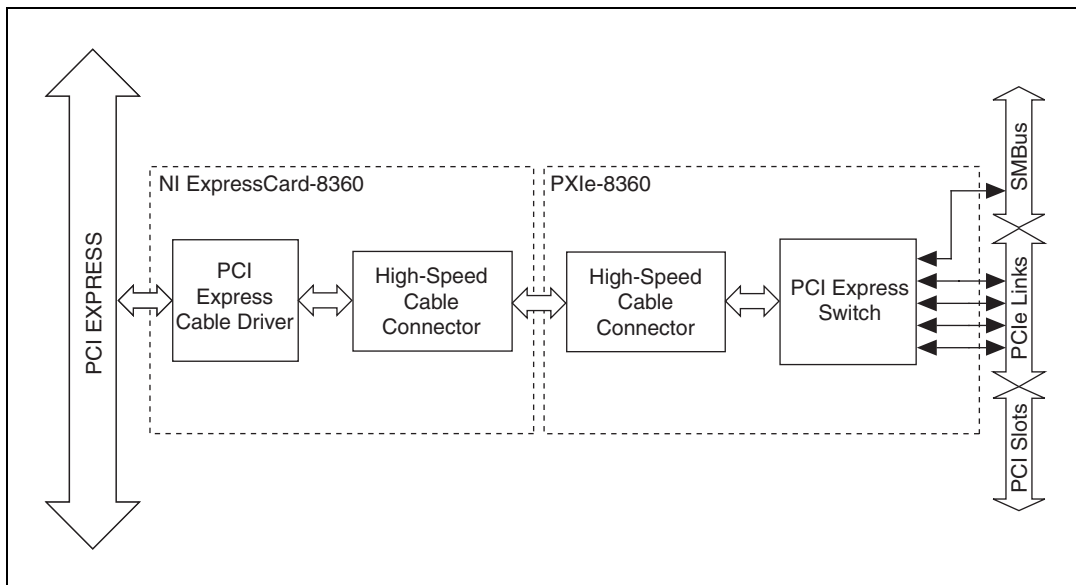 PCI EXPRESS
NI ExpressCard-8360
PCI
Express
Cable Driver
High-Speed
Cable
Connector
PXIe-8360
High-Speed
Cable
Connector
PCI Express
Switch
SMBus
PCIe Links
PCI Slots